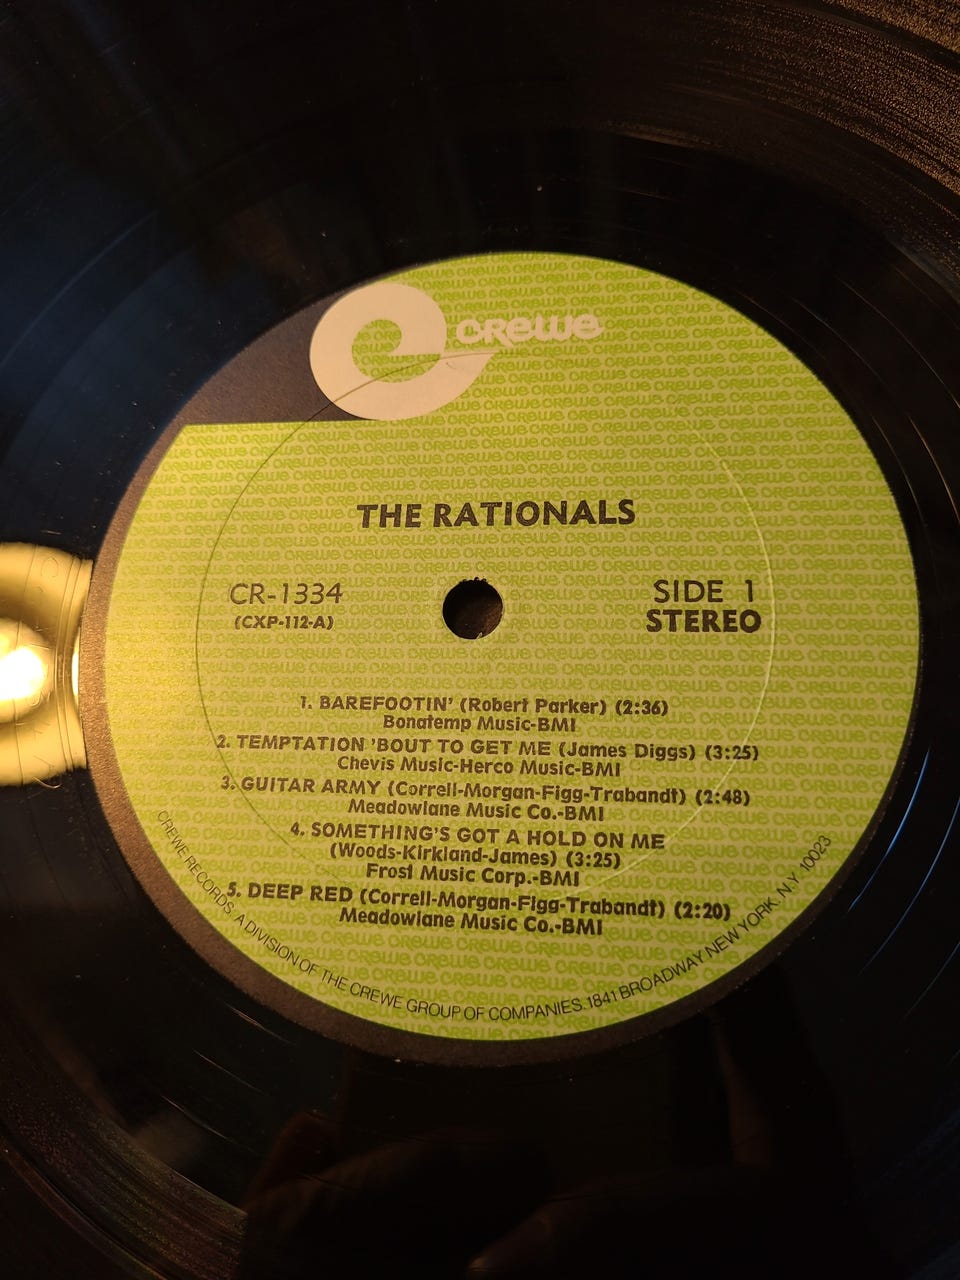 CREWE
THE RATIONALS
CR-1334
(CXP-112-A)
SIDE 1
STEREO
1. BAREFOOTIN' (Robert Parker) (2:36)
Bonatemp Music-BMI
2. TEMPTATION 'BOUT TO GET ME (James Diggs) (3:25)
Chevis Music-Herco Music-BMI
3. GUITAR ARMY (Correll-Morgan-Figg-Trabandt) (2:48)
Meadowlane Music Co.-BMI
4. SOMETHING'S GOT A HOLD ON ME
(Woods-Kirkland-James) (3:25)
Frost Music Corp.-BMI
5. DEEP RED (Correll-Morgan-Figg-Trabandt) (2:20)
Meadowlane Music Co.-BMI
CREWE RECORDS. A DIVISION OF THE CREWE GROUP OF COMPANIES. 1841 BROADWAY NEW YORK. N.Y. 10023